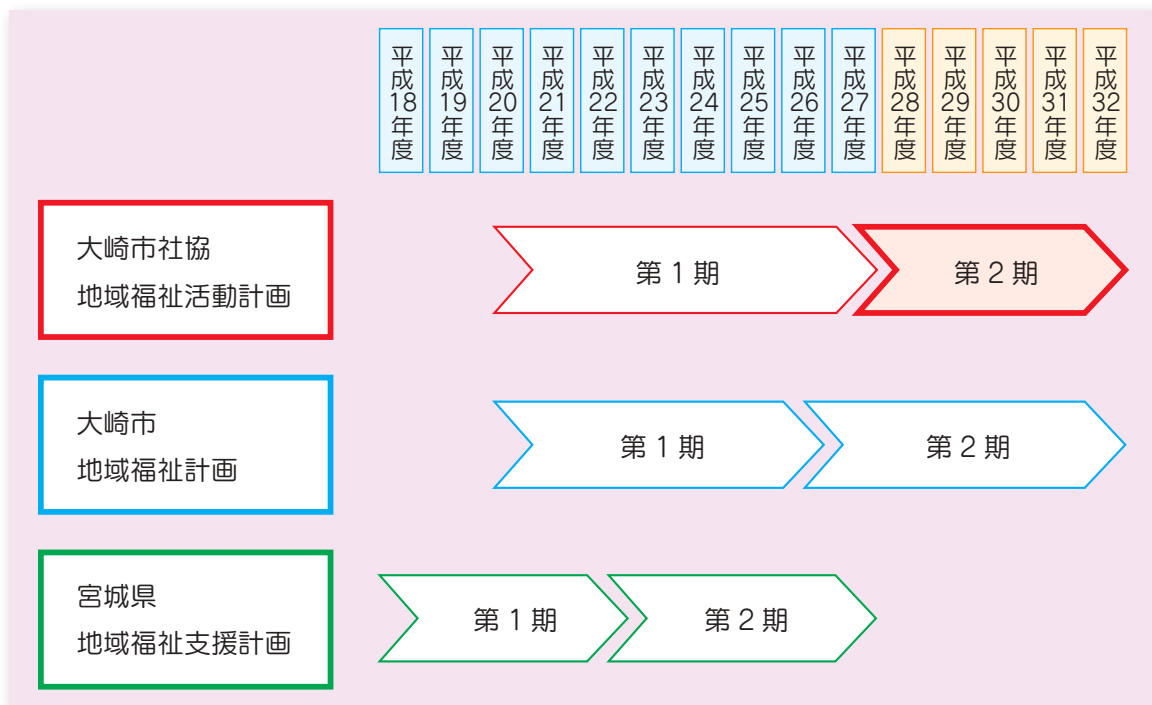 平成18年度
平成19年度
平成20年度
平成21年度
平成22年度
平成23年度
平成24年度
平成25年度
平成26年度
平成27年度
平成28年度
平成29年度
平成30年度
平成31年度
平成32年度
大崎市社協
地域福祉活動計画
第1期
第2期
大崎市
地域福祉計画
第1期
第2期
宮城県
地域福祉支援計画
第1期
第2期